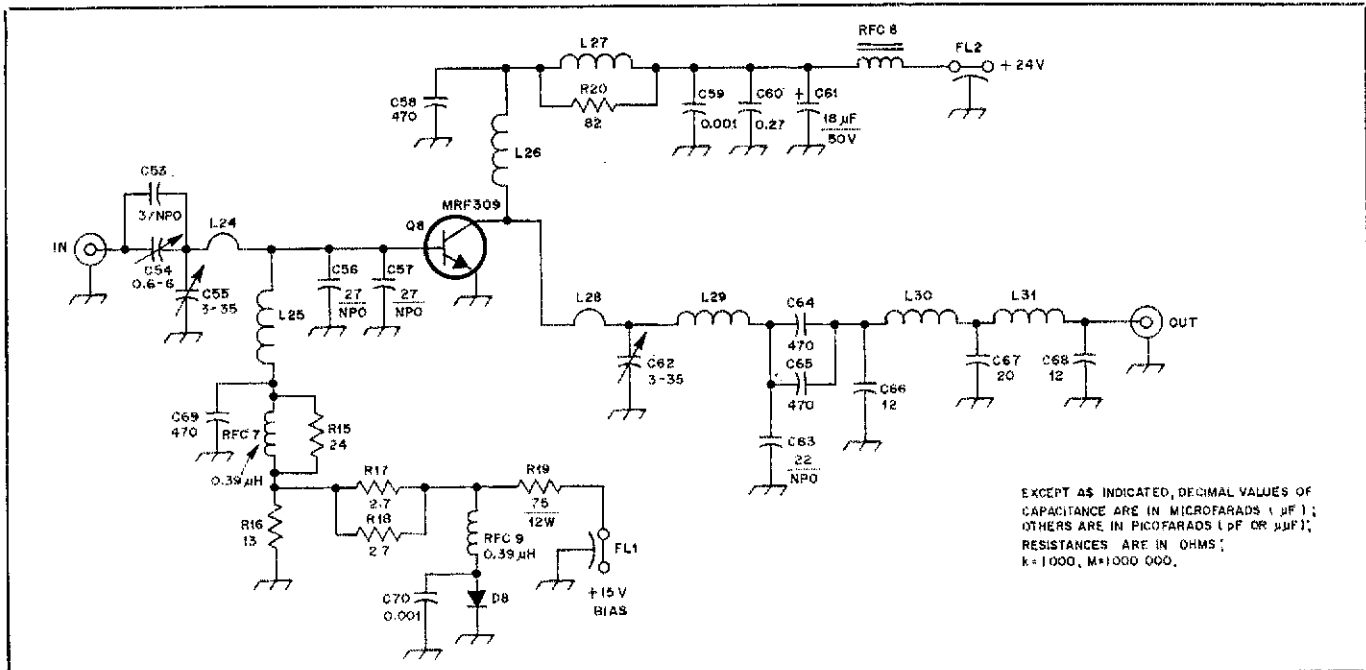 L27
RFC 8
FL2
+ 24V
C58
470
R20
82
C59
0.001
C60
0.27
+ C61
18 µF
50V
L26
C53
3/NPO
L24
IN
C54
0.6-6
C55
3-35
L25
C56
27
NPO
C57
27
NPO
MRF309
Q8
L28
L29
C64
470
C65
470
L30
L31
OUT
C62
3-35
C66
12
C67
20
C68
12
C63
22
NPO
C69
470
RFC 7
0.39 µH
R15
24
R16
13
R17
2.7
R18
2.7
R19
75
12W
RFC 9
0.39 µH
FL1
+15V
BIAS
C70
0.001
D8
EXCEPT AS INDICATED, DECIMAL VALUES OF
CAPACITANCE ARE IN MICROFARADS ( µF ) ;
OTHERS ARE IN PICOFARADS ( pF OR µµF);
RESISTANCES ARE IN OHMS ;
k=1000, M=1000 000.